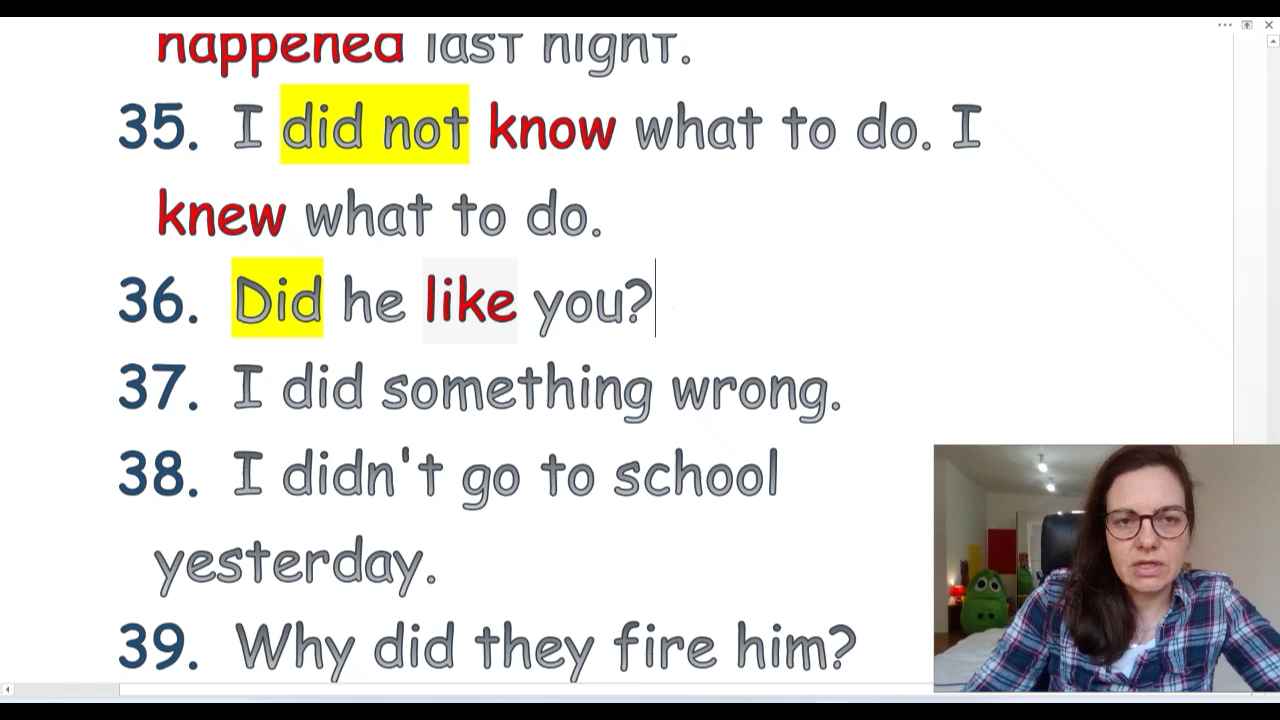 happened last night.
35. I did not know what to do. I
knew what to do.
36. Did he like you?
37. I did something wrong.
38. I didn't go to school
yesterday.
39. Why did they fire him?